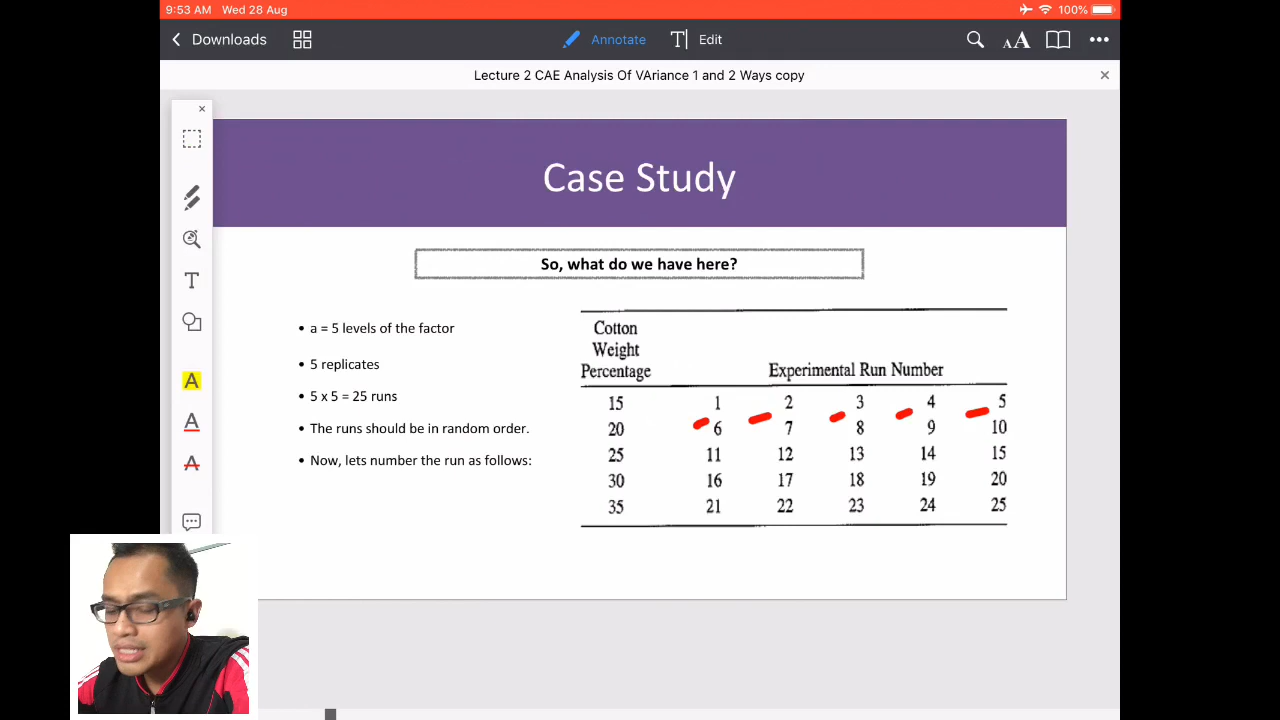 9:53 AM Wed 28 Aug 100%
Downloads Annotate T Edit AA
Lecture 2 CAE Analysis Of VAriance 1 and 2 Ways copy
Case Study
So, what do we have here?
• a = 5 levels of the factor
• 5 replicates
• 5 x 5 = 25 runs
• The runs should be in random order.
• Now, lets number the run as follows:
Cotton
Weight
Percentage Experimental Run Number
15 1 2 3 4 5
20 6 7 8 9 10
25 11 12 13 14 15
30 16 17 18 19 20
35 21 22 23 24 25
T
A
A
A